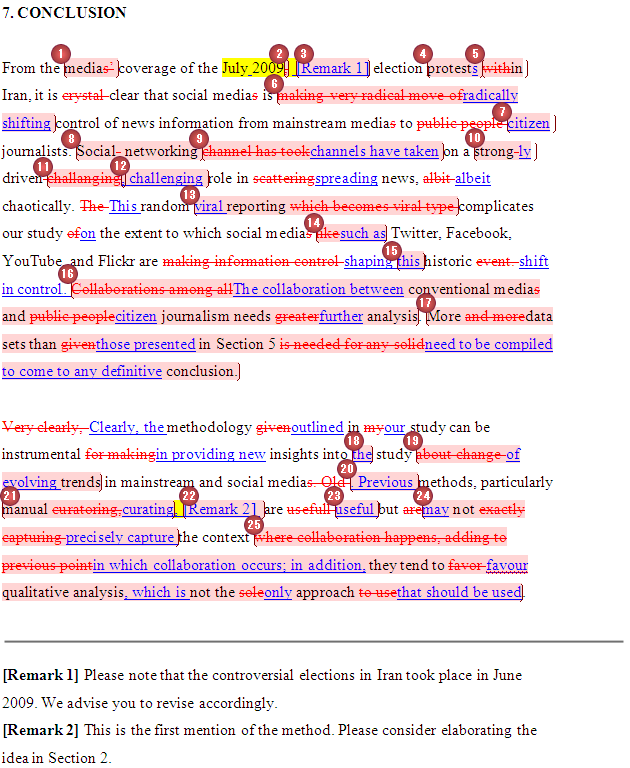 7. CONCLUSION
1 2 3 4 5
From the medias' coverage of the July 2009, [Remark 1] election protests within
6
Iran, it is crystal clear that social medias is making very radical move ofradically
7
shifting control of news information from mainstream medias to public people citizen
8 9 10
journalists. Social- networking channel has tookchannels have taken on a strong-ly
11 12
driven challanging, challenging role in scatteringspreading news, albit albeit
13
chaotically. The This random viral reporting which becomes viral type complicates
14
our study ofon the extent to which social medias likesuch as Twitter, Facebook,
15
YouTube, and Flickr are making information control shaping this historic event. shift
16
in control. Collaborations among allThe collaboration between conventional medias
17
and public peoplecitizen journalism needs greaterfurther analysis. More and moredata
sets than giventhose presented in Section 5 is needed for any solidneed to be compiled
to come to any definitive conclusion.
Very clearly, Clearly, the methodology givenoutlined in myour study can be
18 19
instrumental for makingin providing new insights into the study about change of
20
evolving trends in mainstream and social medias. Old. Previous methods, particularly
21 22 23 24
manual curatoring,curating, [Remark 2] are usefull useful but aremay not exactly
25
capturing precisely capture the context where collaboration happens, adding to
previous pointin which collaboration occurs; in addition, they tend to favor favour
qualitative analysis, which is not the soleonly approach to usethat should be used.
[Remark 1] Please note that the controversial elections in Iran took place in June
2009. We advise you to revise accordingly.
[Remark 2] This is the first mention of the method. Please consider elaborating the
idea in Section 2.